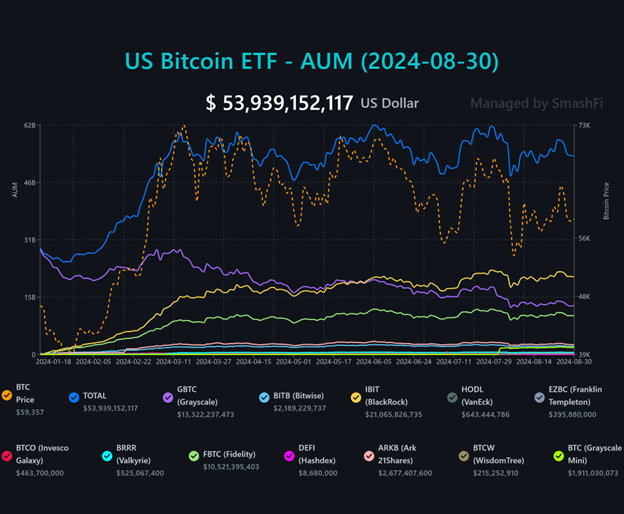 US Bitcoin ETF - AUM (2024-08-30)
$ 53,939,152,117 US Dollar
Managed by SmashFi
62B
73K
46B
31B
56K
15B
48K
0
39K
AUM
Bitcoin Price
2024-01-18 2024-02-05 2024-02-22 2024-03-11 2024-03-27 2024-04-15 2024-05-01 2024-05-17 2024-06-05 2024-06-24 2024-07-11 2024-07-29 2024-08-14 2024-08-30
BTC
Price
$59,357
TOTAL
$53,939,152,117
GBTC
(Grayscale)
$13,322,237,473
BITB (Bitwise)
$2,189,229,737
IBIT
(BlackRock)
$21,065,826,735
HODL
(VanEck)
$643,444,786
EZBC (Franklin
Templeton)
$395,880,000
BTCO (Invesco
Galaxy)
$463,700,000
BRRR
(Valkyrie)
$525,067,400
FBTC (Fidelity)
$10,521,395,403
DEFI
(Hashdex)
$8,680,000
ARKB (Ark
21Shares)
$2,677,407,600
BTCW
(WisdomTree)
$215,252,910
BTC (Grayscale
Mini)
$1,911,030,073